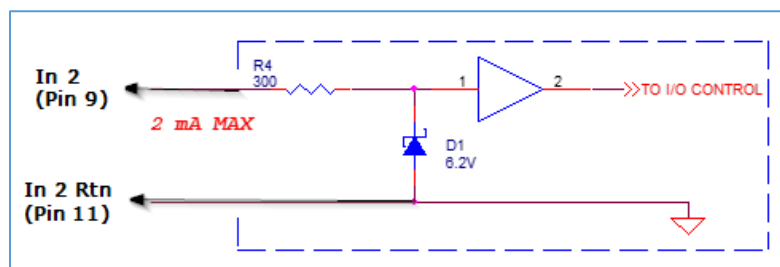 R4
300
In 2
(Pin 9)
2 mA MAX
1
2
TO I/O CONTROL
D1
6.2V
In 2 Rtn
(Pin 11)